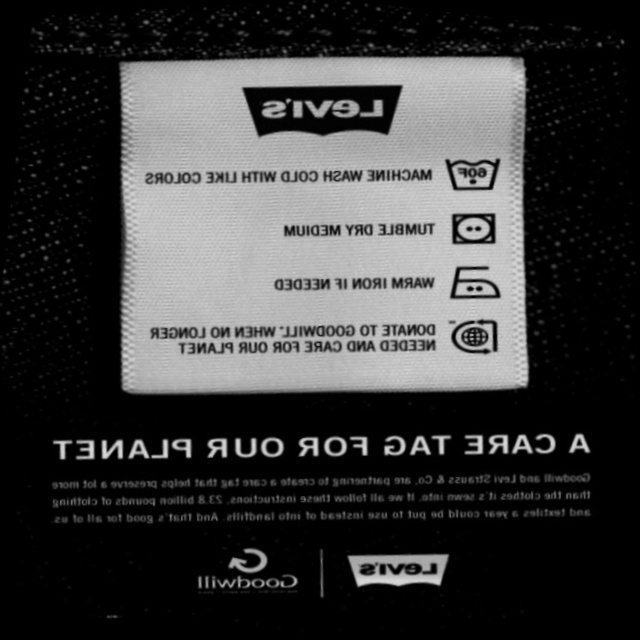 LEVI'S
MACHINE WASH COLD WITH LIKE COLORS
60F
TUMBLE DRY MEDIUM
WARM IRON IF NEEDED
DONATE TO GOODWILL™ WHEN NO LONGER
NEEDED AND CARE FOR OUR PLANET
A CARE TAG FOR OUR PLANET
Goodwill and Levi Strauss & Co. are partnering to create a care tag that helps preserve a lot more
than the clothes it's sewn into. If we all follow these instructions, 23.8 billion pounds of clothing
and textiles a year could be put to use instead of into landfills. And that's good for all of us.
LEVI'S
Goodwill